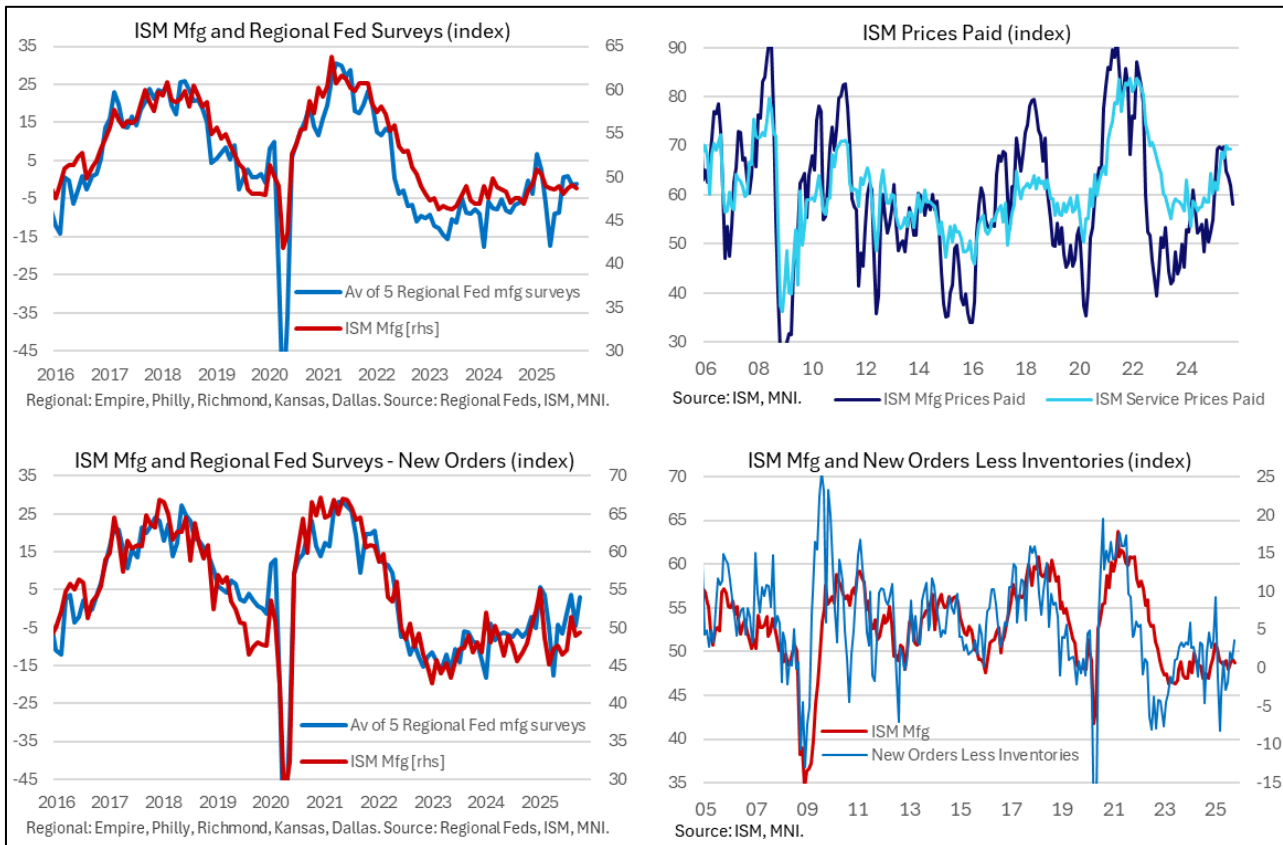 ISM Mfg and Regional Fed Surveys (index)
35
25
15
5
-5
-15
-25
-35
-45
65
60
55
50
45
40
35
30
Av of 5 Regional Fed mfg surveys
ISM Mfg [rhs]
2016 2017 2018 2019 2020 2021 2022 2023 2024 2025
Regional: Empire, Philly, Richmond, Kansas, Dallas. Source: Regional Feds, ISM, MNI.
ISM Prices Paid (index)
90
80
70
60
50
40
30
06 08 10 12 14 16 18 20 22 24
Source: ISM, MNI.
ISM Mfg Prices Paid
ISM Service Prices Paid
ISM Mfg and Regional Fed Surveys - New Orders (index)
35
25
15
5
-5
-15
-25
-35
-45
70
65
60
55
50
45
40
35
30
Av of 5 Regional Fed mfg surveys
ISM Mfg [rhs]
2016 2017 2018 2019 2020 2021 2022 2023 2024 2025
Regional: Empire, Philly, Richmond, Kansas, Dallas. Source: Regional Feds, ISM, MNI.
ISM Mfg and New Orders Less Inventories (index)
70
65
60
55
50
45
40
35
25
20
15
10
5
0
-5
-10
-15
ISM Mfg
New Orders Less Inventories
05 07 09 11 13 15 17 19 21 23 25
Source: ISM, MNI.